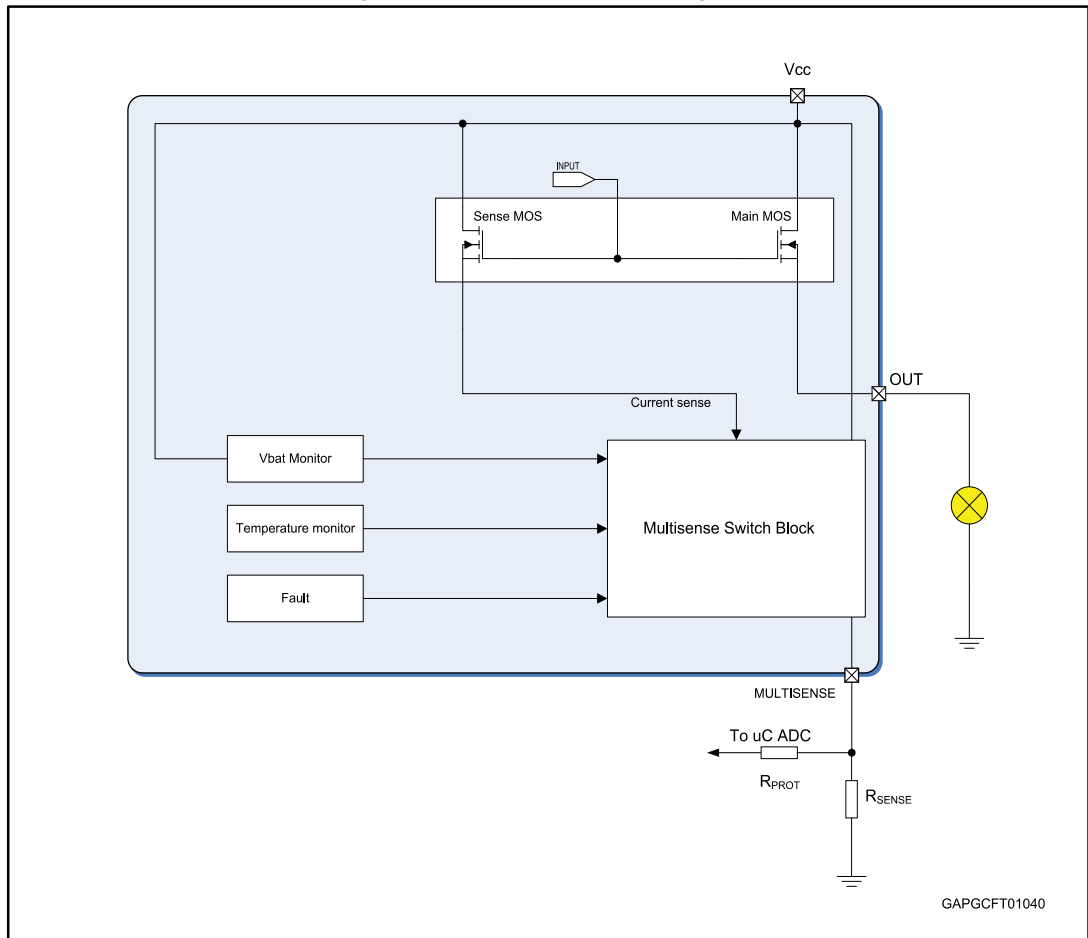 Vcc
INPUT
Sense MOS
Main MOS
OUT
Current sense
Vbat Monitor
Temperature monitor
Multisense Switch Block
Fault
MULTISENSE
To uC ADC
RPROT
RSENSE
GAPGCFT01040